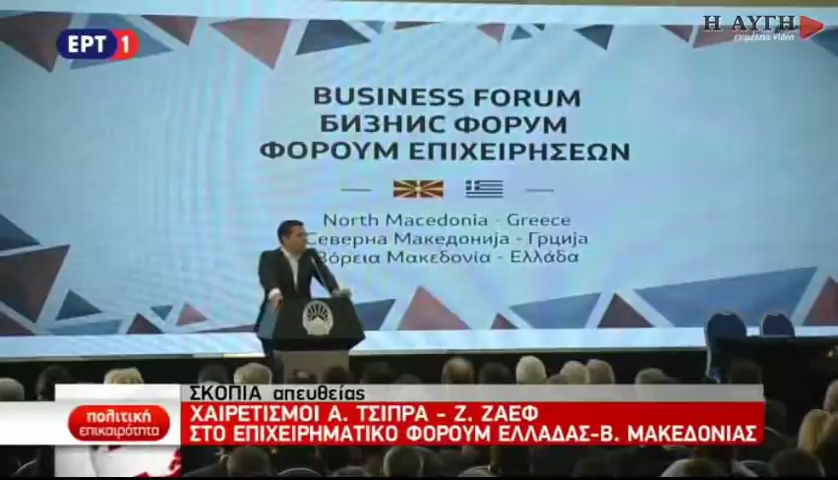 ΕΡΤ 1
Η ΑΥΓΗ
BUSINESS FORUM
БИЗНИС ФОРУМ
ΦΟΡΟΥΜ ΕΠΙΧΕΙΡΗΣΕΩΝ
North Macedonia - Greece
Северна Македонија - Грција
Βόρεια Μακεδονία - Ελλάδα
ΣΚΟΠΙΑ απευθείας
πολιτική
επικαιρότητα
ΧΑΙΡΕΤΙΣΜΟΙ Α. ΤΣΙΠΡΑ - Ζ. ΖΑΕΦ
ΣΤΟ ΕΠΙΧΕΙΡΗΜΑΤΙΚΟ ΦΟΡΟΥΜ ΕΛΛΑΔΑΣ-Β. ΜΑΚΕΔΟΝΙΑΣ